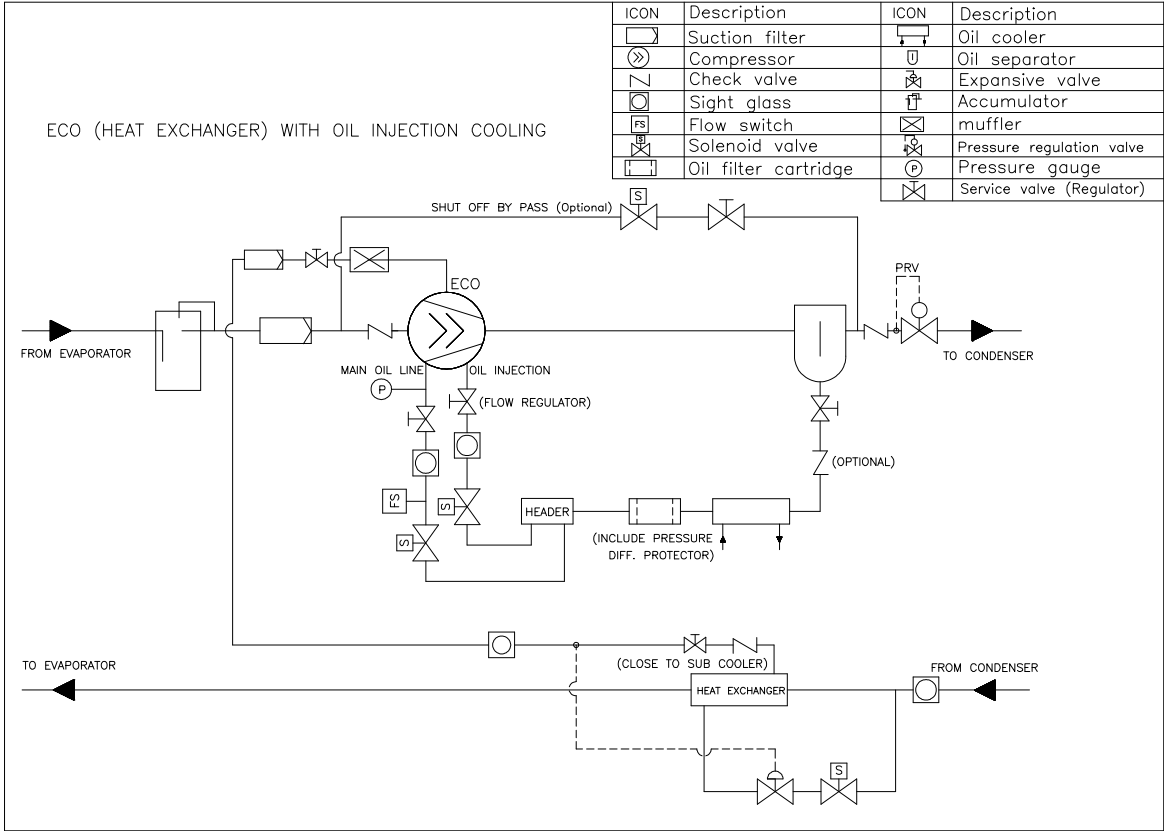 ICON Description ICON Description
Suction filter Oil cooler
Compressor I Oil separator
Check valve Expansive valve
Sight glass Accumulator
FS Flow switch muffler
S Solenoid valve Pressure regulation valve
Oil filter cartridge P Pressure gauge
Service valve (Regulator)
ECO (HEAT EXCHANGER) WITH OIL INJECTION COOLING
SHUT OFF BY PASS (Optional)
S
ECO
PRV
FROM EVAPORATOR
TO CONDENSER
MAIN OIL LINE
OIL INJECTION
P
(FLOW REGULATOR)
(OPTIONAL)
FS
S
S
HEADER
(INCLUDE PRESSURE
DIFF. PROTECTOR)
TO EVAPORATOR
(CLOSE TO SUB COOLER)
FROM CONDENSER
HEAT EXCHANGER
S